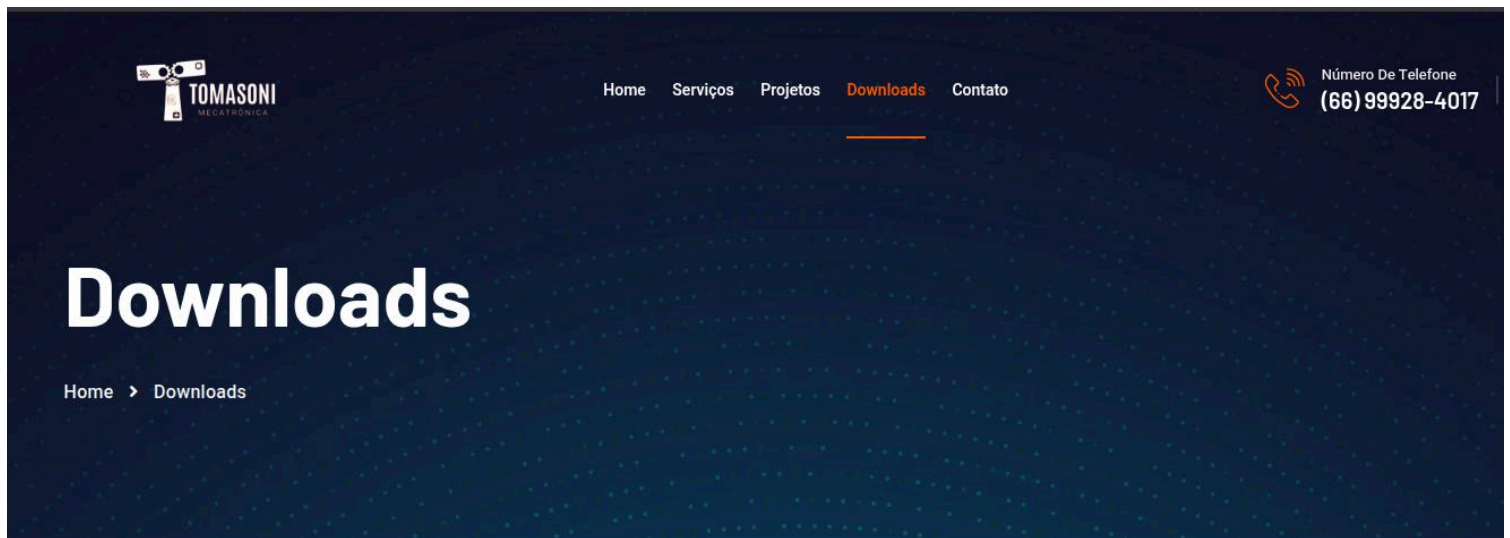 TOMASONI
MECATRÔNICA
Home Serviços Projetos Downloads Contato
Número De Telefone
(66) 99928-4017
Downloads
Home > Downloads